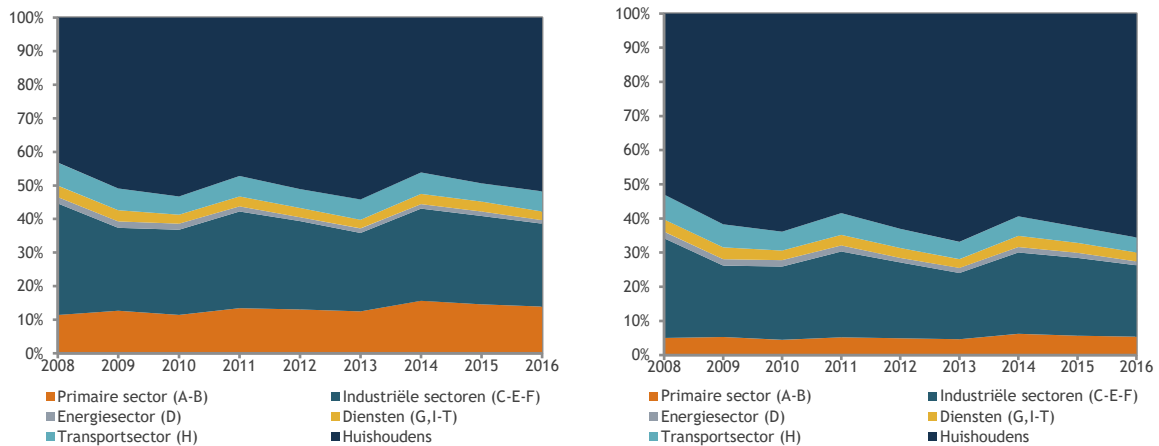 100%
90%
80%
70%
60%
50%
40%
30%
20%
10%
0%
2008 2009 2010 2011 2012 2013 2014 2015 2016
Primaire sector (A-B) Industriële sectoren (C-E-F)
Energiesector (D) Diensten (G,I-T)
Transportsector (H) Huishoudens
100%
90%
80%
70%
60%
50%
40%
30%
20%
10%
0%
2008 2009 2010 2011 2012 2013 2014 2015 2016
Primaire sector (A-B) Industriële sectoren (C-E-F)
Energiesector (D) Diensten (G,I-T)
Transportsector (H) Huishoudens